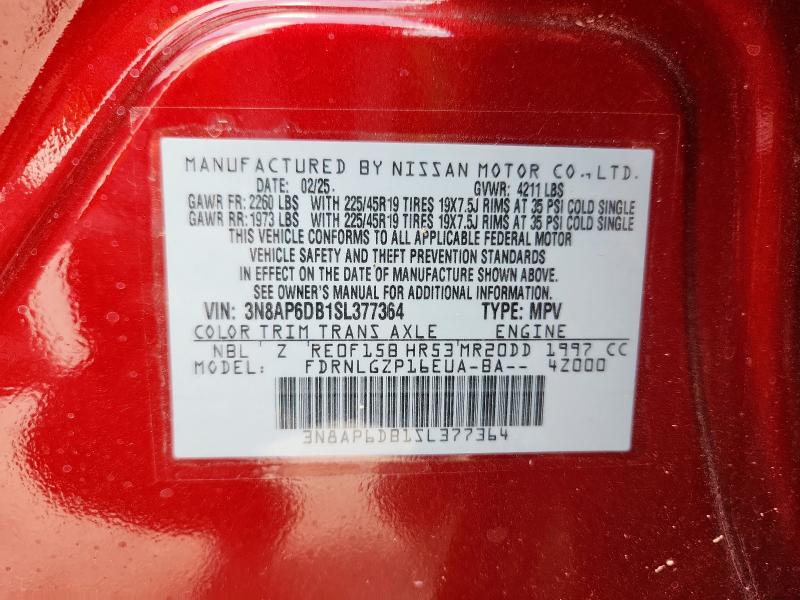 MANUFACTURED BY NISSAN MOTOR CO., LTD.
DATE: 02/25 GVWR: 4211 LBS
GAWR FR: 2260 LBS WITH 225/45R19 TIRES 19X7.5J RIMS AT 35 PSI COLD SINGLE
GAWR RR: 1973 LBS WITH 225/45R19 TIRES 19X7.5J RIMS AT 35 PSI COLD SINGLE
THIS VEHICLE CONFORMS TO ALL APPLICABLE FEDERAL MOTOR
VEHICLE SAFETY AND THEFT PREVENTION STANDARDS
IN EFFECT ON THE DATE OF MANUFACTURE SHOWN ABOVE.
SEE OWNER'S MANUAL FOR ADDITIONAL INFORMATION.
VIN: 3N8AP6DB1SL377364 TYPE: MPV
COLOR TRIM TRANS AXLE ENGINE
NBL Z RE0F15B HR53 MR20DD 1997 CC
MODEL: FDRNLGZP16EUA-BA-- 4Z000
3N8AP6DB1SL377364